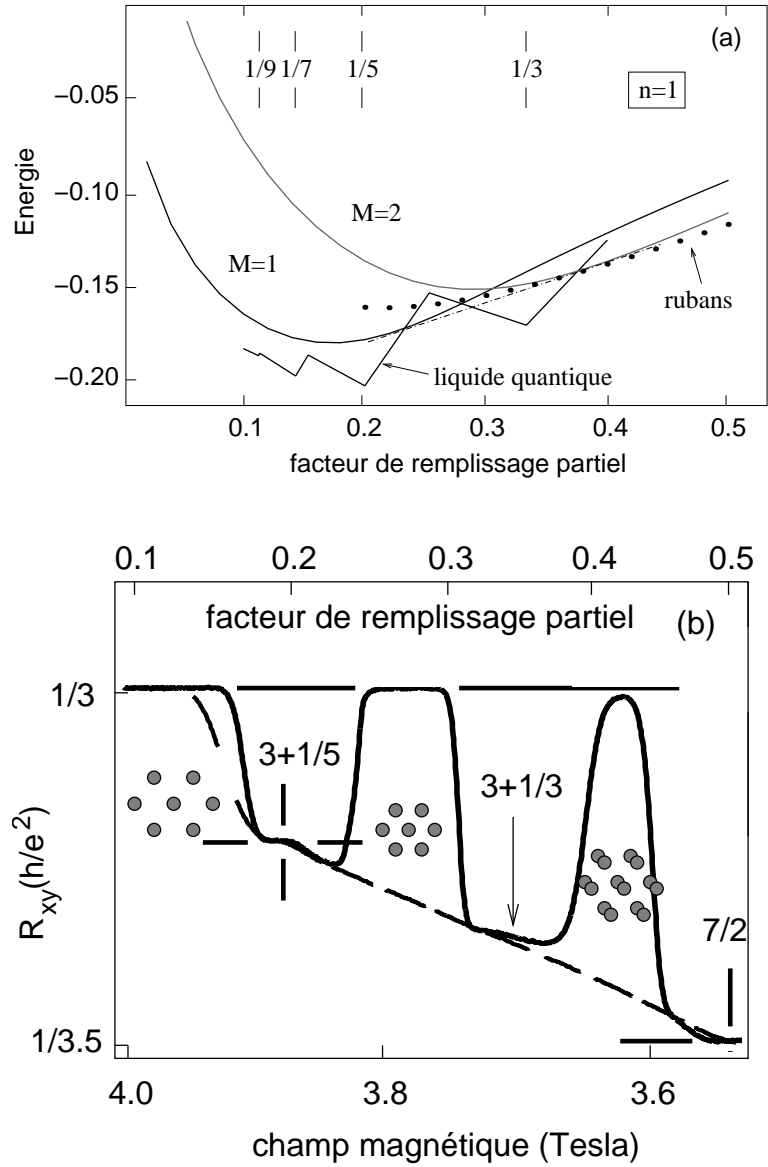 (a)
1/9 1/7 1/5 1/3
n=1
−0.05
−0.10
−0.15
−0.20
Energie
M=2
M=1
rubans
liquide quantique
0.1 0.2 0.3 0.4 0.5
facteur de remplissage partiel
0.1 0.2 0.3 0.4 0.5
facteur de remplissage partiel
(b)
1/3
3+1/5
3+1/3
7/2
R_xy(h/e²)
1/3.5
4.0 3.8 3.6
champ magnétique (Tesla)